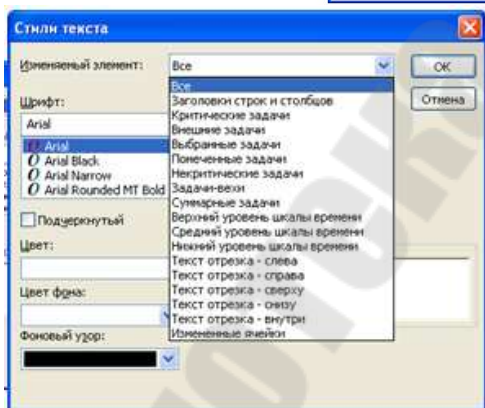 Стили текста
Изменяемый элемент: Все
ОК
Отмена
Все
Заголовки строк и столбцов
Критические задачи
Внешние задачи
Выбранные задачи
Помеченные задачи
Некритические задачи
Задачи-вехи
Суммарные задачи
Верхний уровень шкалы времени
Средний уровень шкалы времени
Нижний уровень шкалы времени
Текст отрезка - слева
Текст отрезка - справа
Текст отрезка - сверху
Текст отрезка - снизу
Текст отрезка - внутри
Измененные ячейки
Шрифт:
Arial
Arial
Arial Black
Arial Narrow
Arial Rounded MT Bold
Подчеркнутый
Цвет:
Цвет фона:
Фоновый узор: